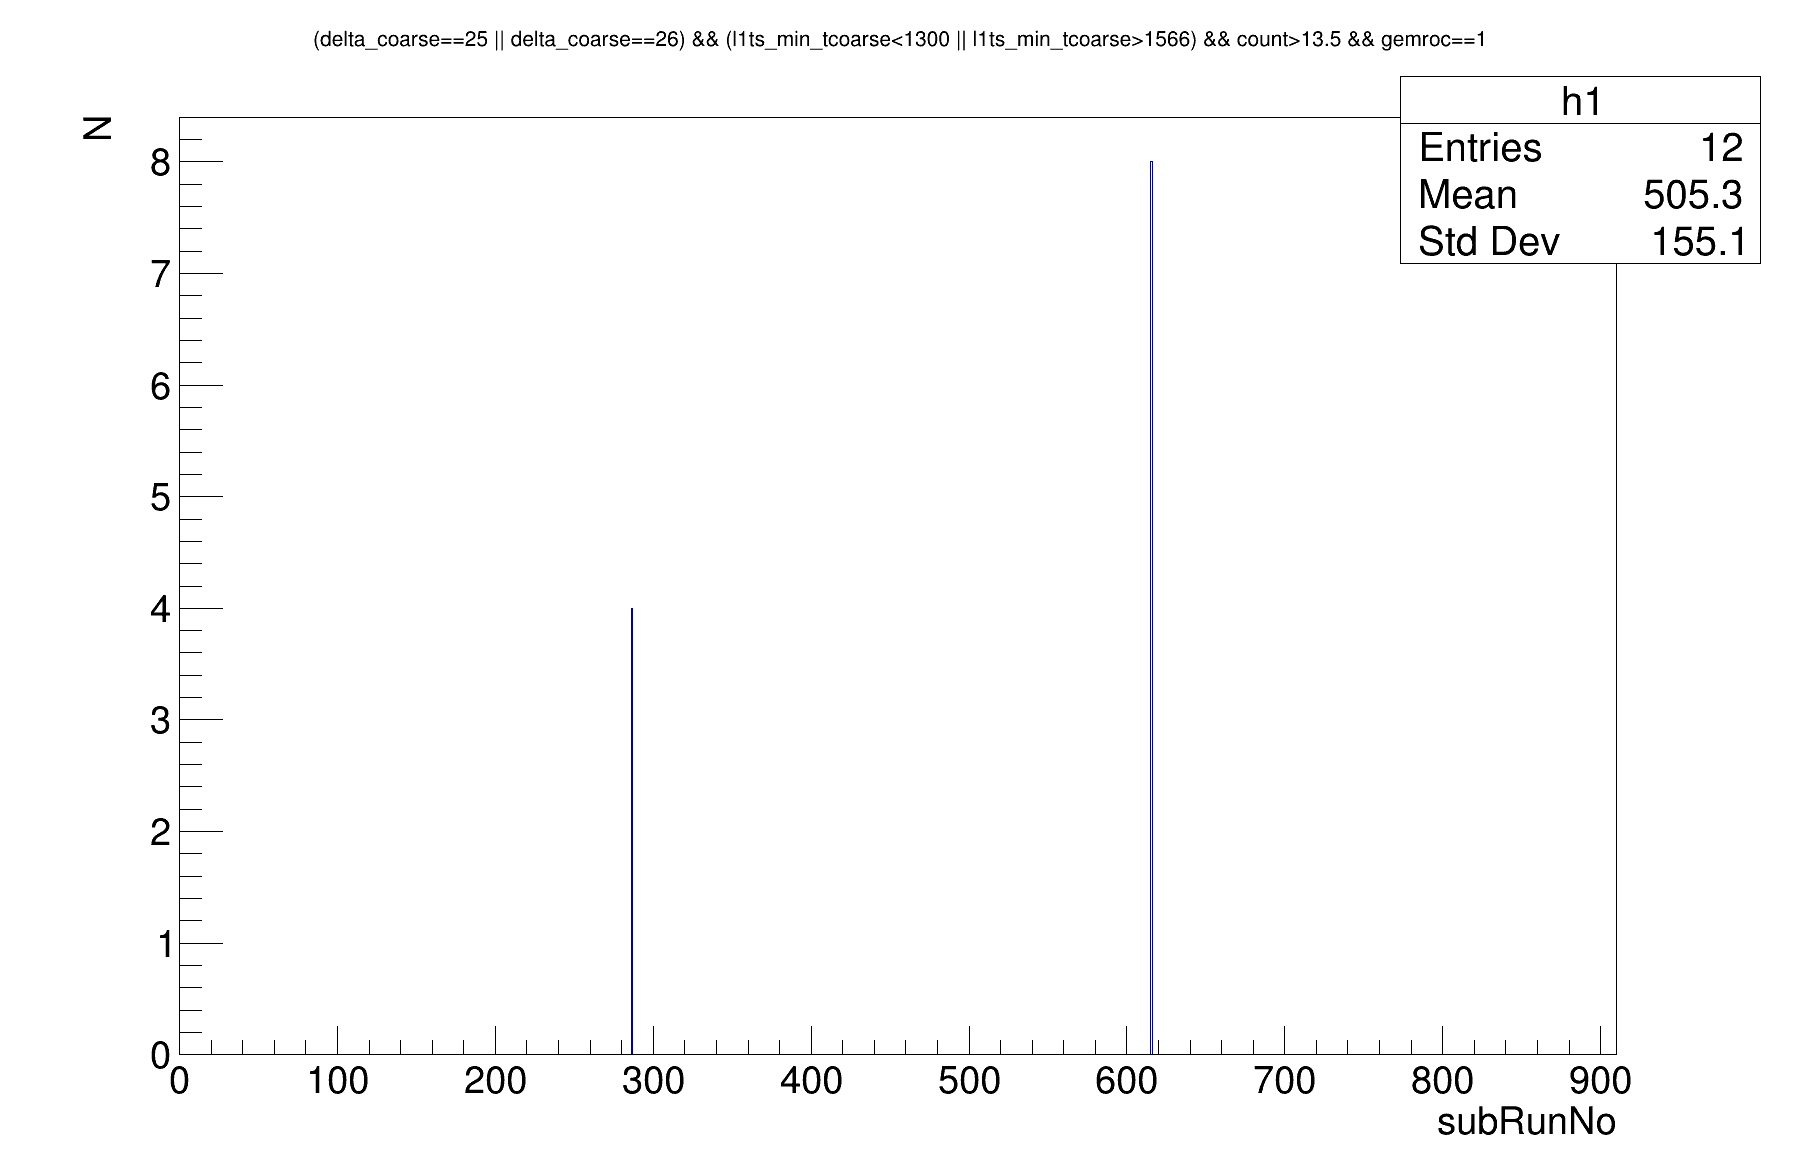 (delta_coarse==25 || delta_coarse==26) && (l1ts_min_tcoarse<1300 || l1ts_min_tcoarse>1566) && count>13.5 && gemroc==1
h1
Entries 12
Mean 505.3
Std Dev 155.1
N
8
7
6
5
4
3
2
1
0
0 100 200 300 400 500 600 700 800 900
subRunNo